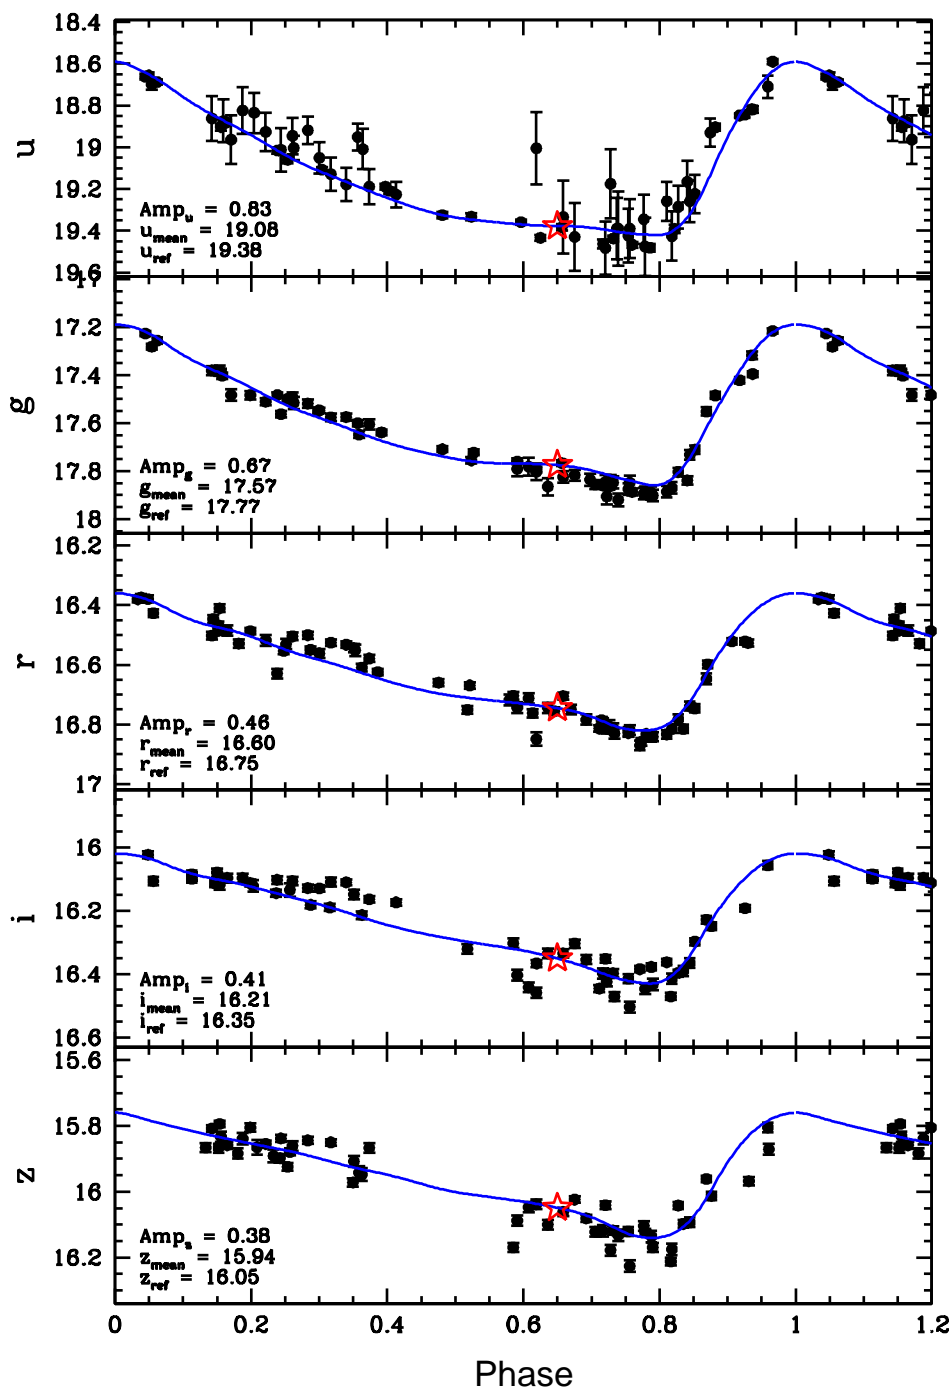 18.4
18.6
18.8
19
19.2
19.4
19.6
u
Amp_u = 0.83
u_mean = 19.08
u_ref = 19.38
17.2
17.4
17.6
17.8
18
g
Amp_g = 0.67
g_mean = 17.57
g_ref = 17.77
16.2
16.4
16.6
16.8
17
r
Amp_r = 0.46
r_mean = 16.60
r_ref = 16.75
16
16.2
16.4
16.6
i
Amp_i = 0.41
i_mean = 16.21
i_ref = 16.35
15.6
15.8
16
16.2
z
Amp_z = 0.38
z_mean = 15.94
z_ref = 16.05
0 0.2 0.4 0.6 0.8 1 1.2
Phase